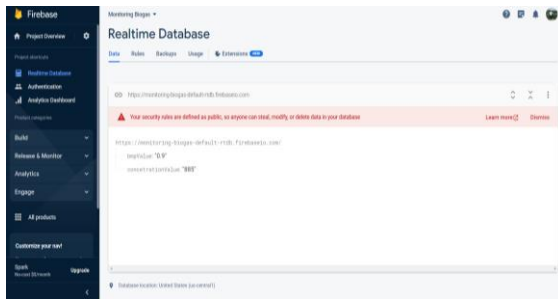 Firebase
Project Overview
Project shortcuts
Realtime Database
Authentication
Analytics Dashboard
Product categories
Build
Release & Monitor
Analytics
Engage
All products
Customize your nav!
Spark
Upgrade
Monitoring Biogas
Realtime Database
Data Rules Backups Usage Extensions
https://monitoring-biogas-default-rtdb.firebaseio.com
Your security rules are defined as public, so anyone can steal, modify, or delete data in your database
Learn more Dismiss
https://monitoring-biogas-default-rtdb.firebaseio.com/
Database location: United States (us-central1)